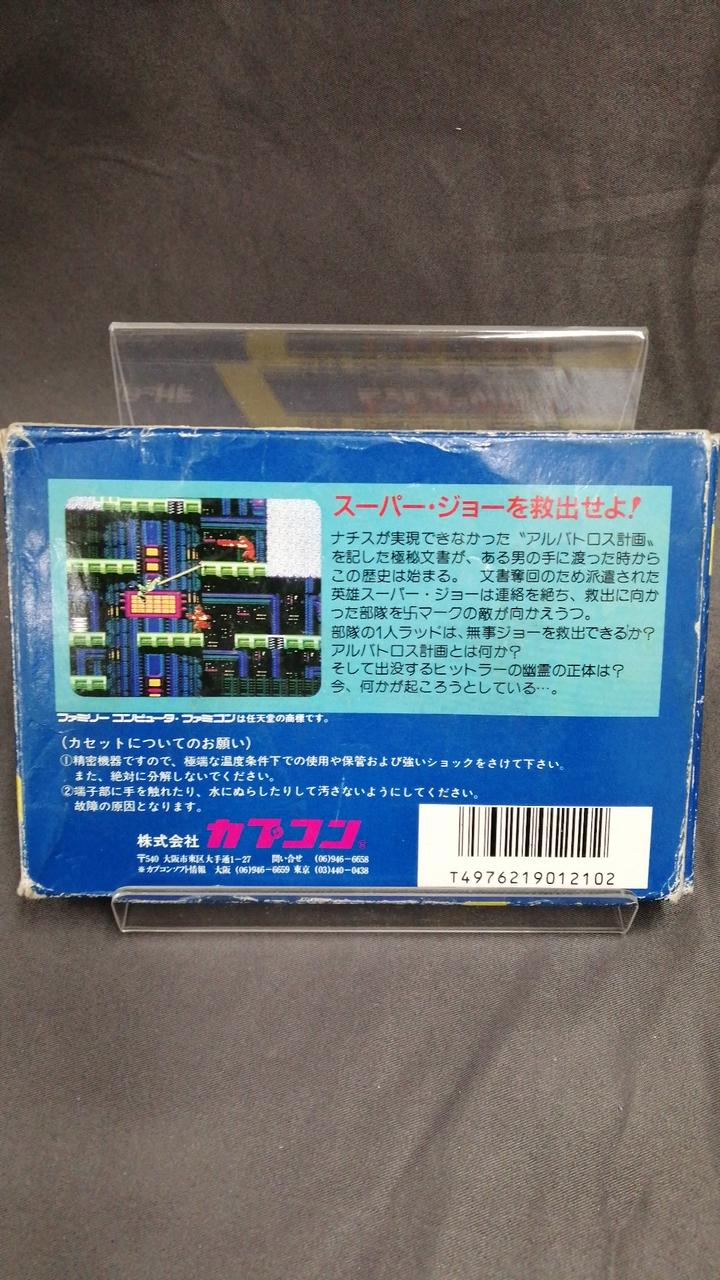 スーパー・ジョーを救出せよ!
ナチスが実現できなかった〝アルバトロス計画〟
を記した極秘文書が、ある男の手に渡った時から
この歴史は始まる。 文書奪回のため派遣された
英雄スーパー・ジョーは連絡を絶ち、救出に向か
った部隊を卐マークの敵が向かえうつ。
部隊の1人ラッドは、無事ジョーを救出できるか?
アルバトロス計画とは何か?
そして出没するヒットラーの幽霊の正体は?
今、何かが起ころうとしている…。
ファミリーコンピュータ・ファミコンは任天堂の商標です。
(カセットについてのお願い)
①精密機器ですので、極端な温度条件下での使用や保管および強いショックをさけて下さい。
また、絶対に分解しないでください。
②端子部に手を触れたり、水にぬらしたりして汚さないようにしてください。
故障の原因となります。
株式会社 カプコン®
〒540 大阪市東区大手通1-27 問い合せ (06)946-6658
※カプコンソフト情報 大阪 (06)946-6659 東京 (03)440-0438
T4976219012102